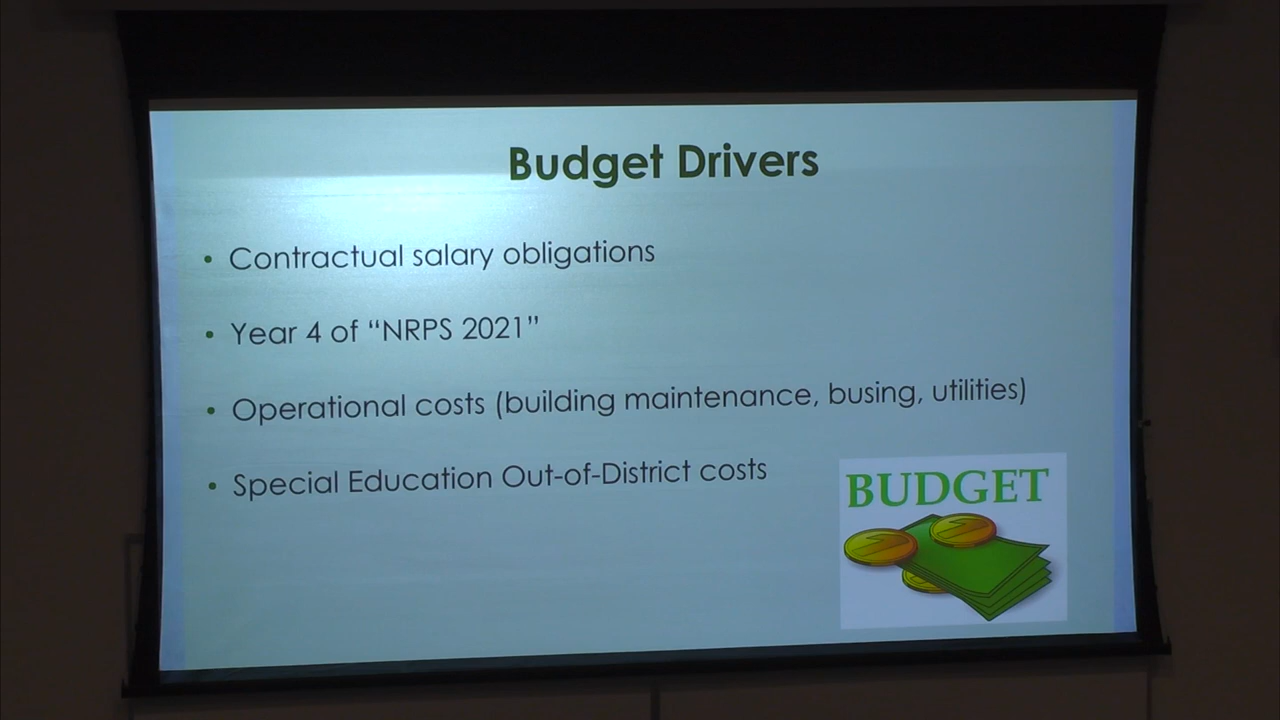 Budget Drivers
• Contractual salary obligations
• Year 4 of “NRPS 2021”
• Operational costs (building maintenance, busing, utilities)
• Special Education Out-of-District costs
BUDGET